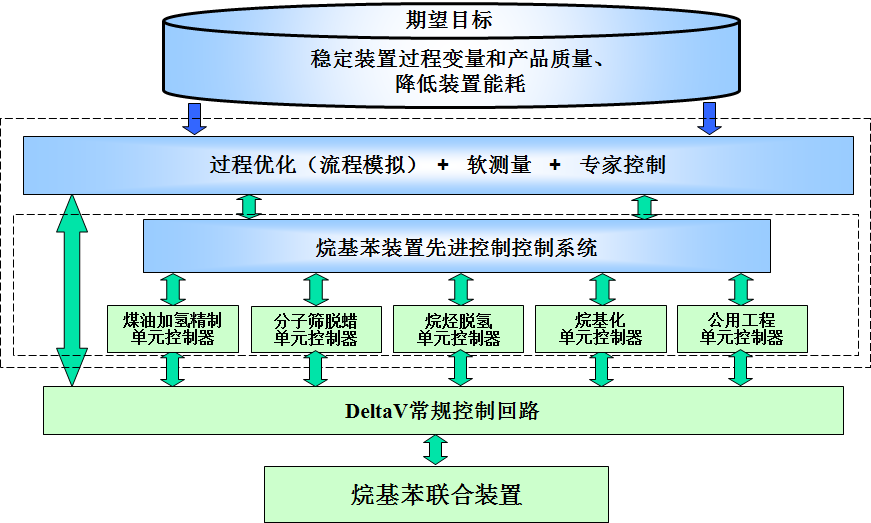 期望目标
稳定装置过程变量和产品质量、
降低装置能耗
过程优化（流程模拟） + 软测量 + 专家控制
烷基苯装置先进控制控制系统
煤油加氢精制
单元控制器
分子筛脱蜡
单元控制器
烷烃脱氢
单元控制器
烷基化
单元控制器
公用工程
单元控制器
DeltaV常规控制回路
烷基苯联合装置